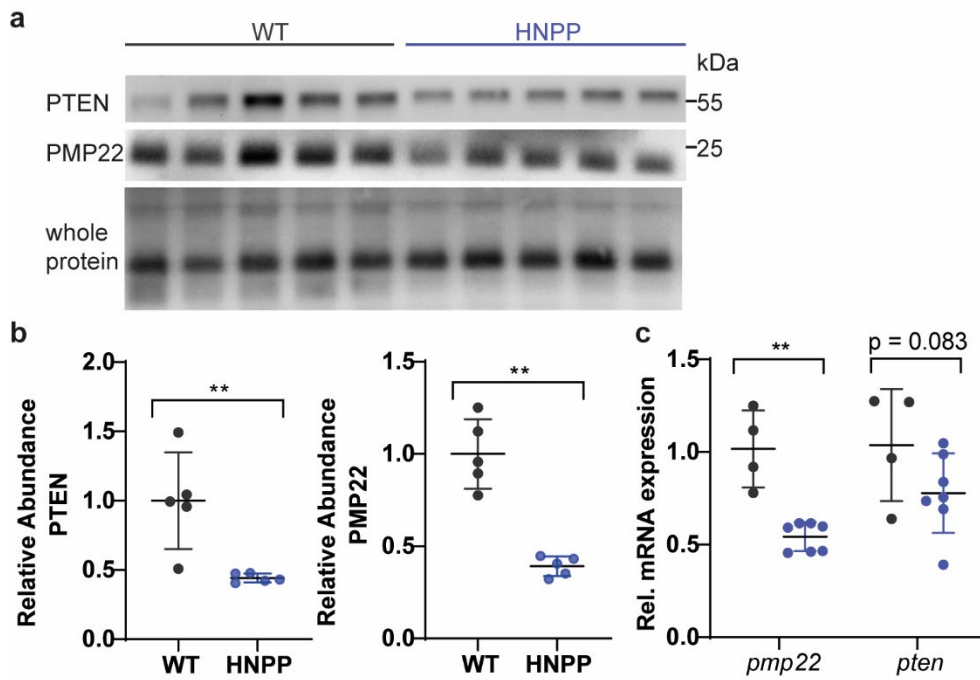 a
WT HNPP
kDa
PTEN
55
PMP22
25
whole
protein
b
Relative Abundance
PTEN
2.0
1.5
1.0
0.5
0.0
**
WT HNPP
Relative Abundance
PMP22
1.5
1.0
0.5
0.0
**
WT HNPP
c
Rel. mRNA expression
1.5
1.0
0.5
0.0
**
p = 0.083
pmp22 pten